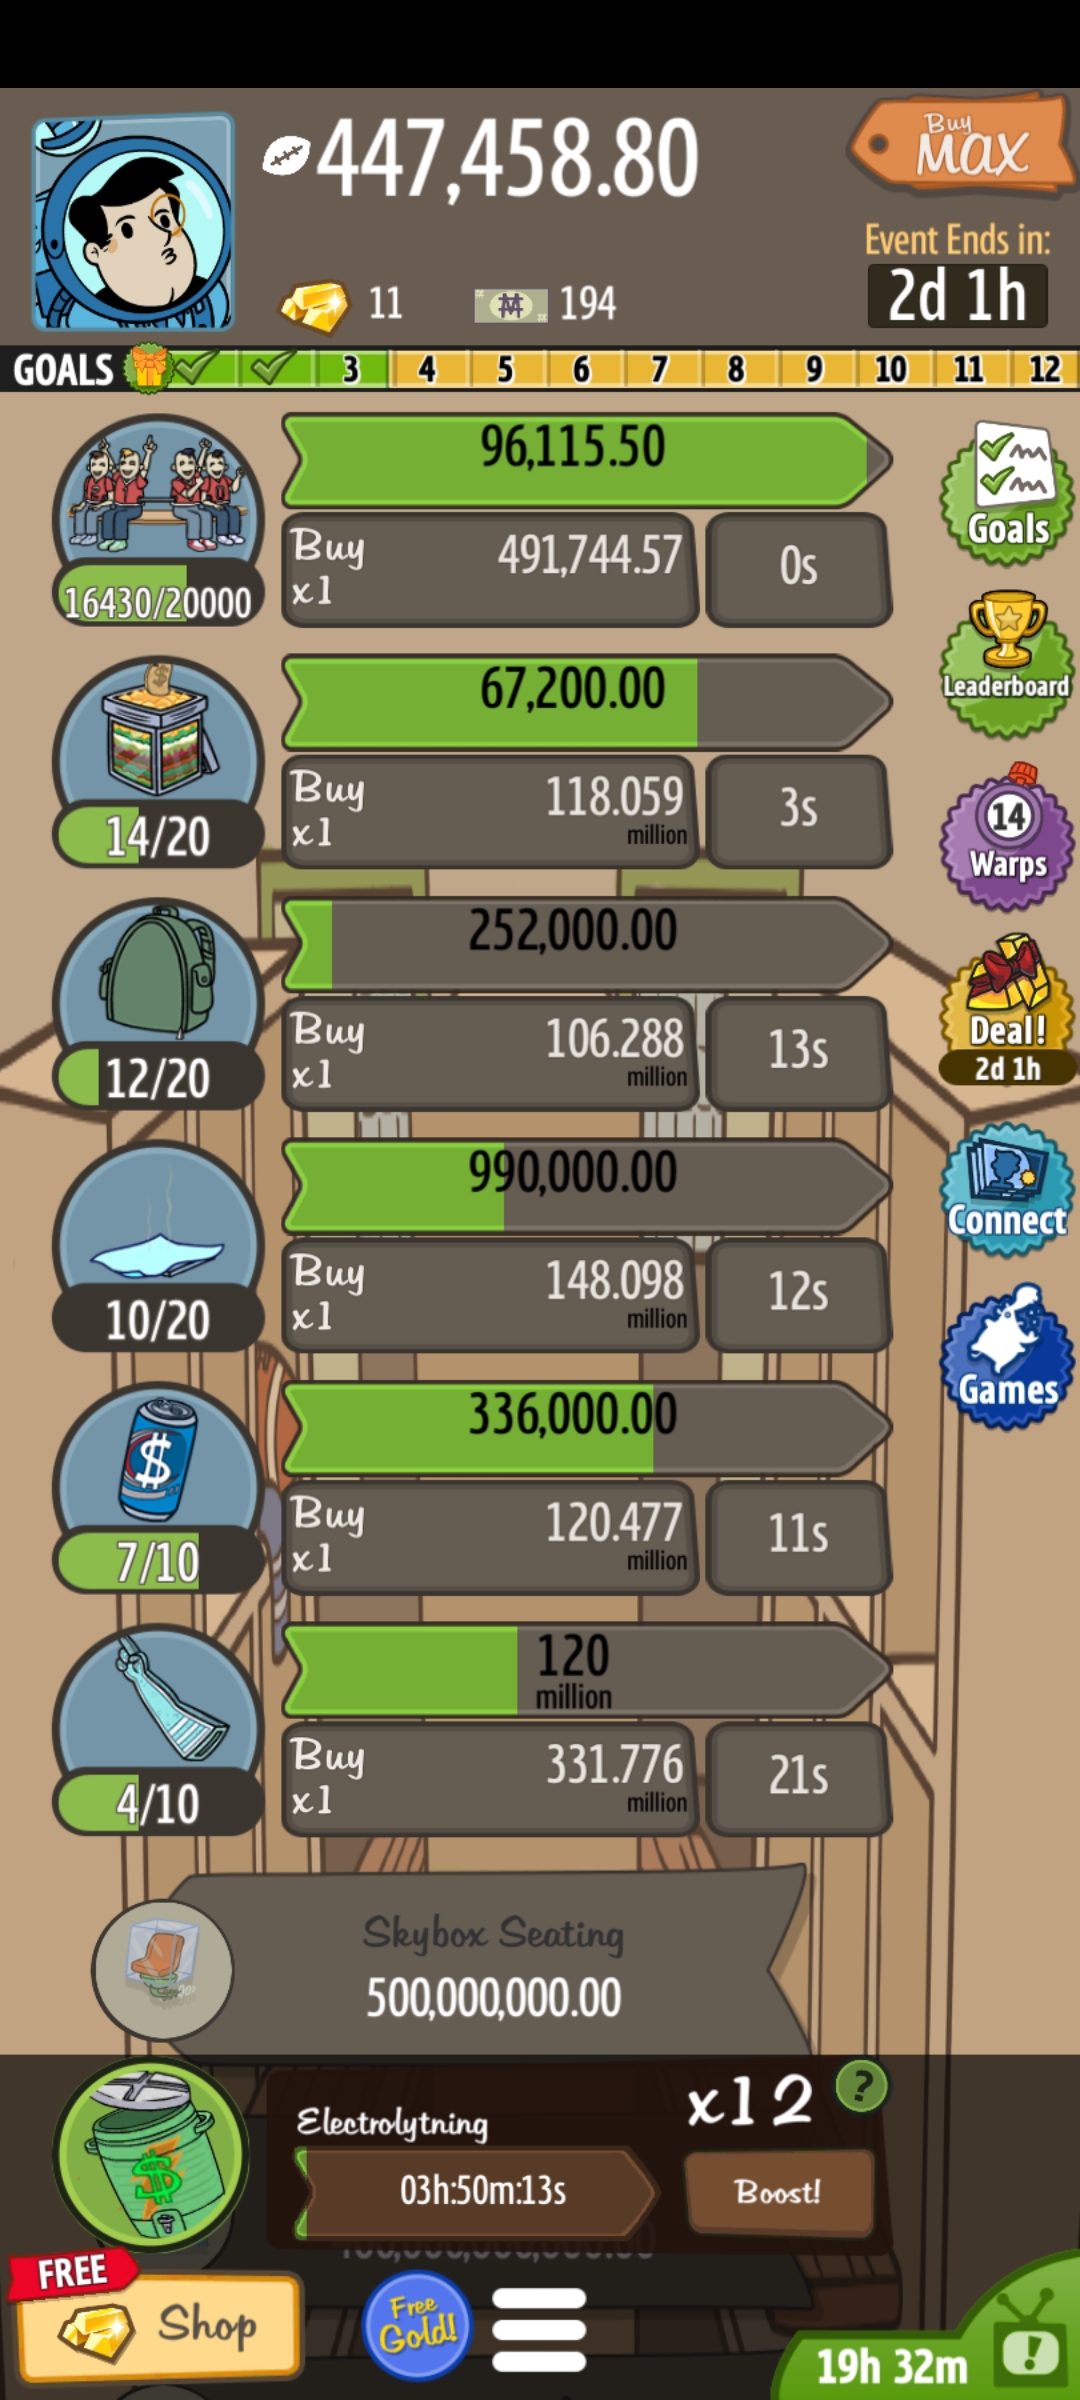 447,458.80
Buy
MAX
Event Ends in:
2d 1h
11
194
GOALS
3
4
5
6
7
8
9
10
11
12
96,115.50
Buy
x1
491,744.57
0s
16430/20000
Goals
67,200.00
Buy
x1
118.059
million
3s
14/20
Leaderboard
252,000.00
Buy
x1
106.288
million
13s
12/20
14
Warps
Deal!
2d 1h
990,000.00
Buy
x1
148.098
million
12s
10/20
Connect
336,000.00
Buy
x1
120.477
million
11s
$
7/10
Games
120
million
Buy
x1
331.776
million
21s
4/10
Skybox Seating
500,000,000.00
$
Electrolytning
x12
?
03h:50m:13s
Boost!
FREE
Shop
Free
Gold!
19h 32m
!